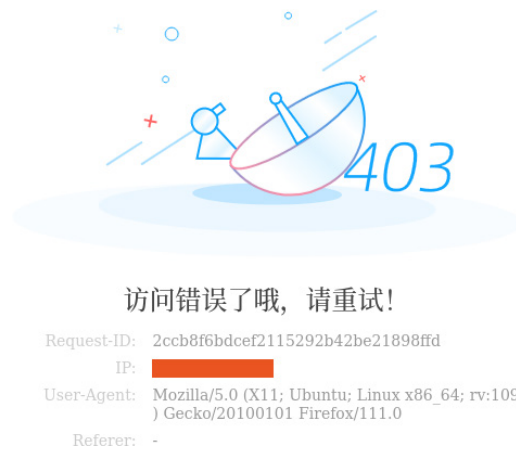 403
访问错误了哦，请重试！
Request-ID: 2ccb8f6bdcef2115292b42be21898ffd
IP:
User-Agent: Mozilla/5.0 (X11; Ubuntu; Linux x86_64; rv:109
) Gecko/20100101 Firefox/111.0
Referer: -